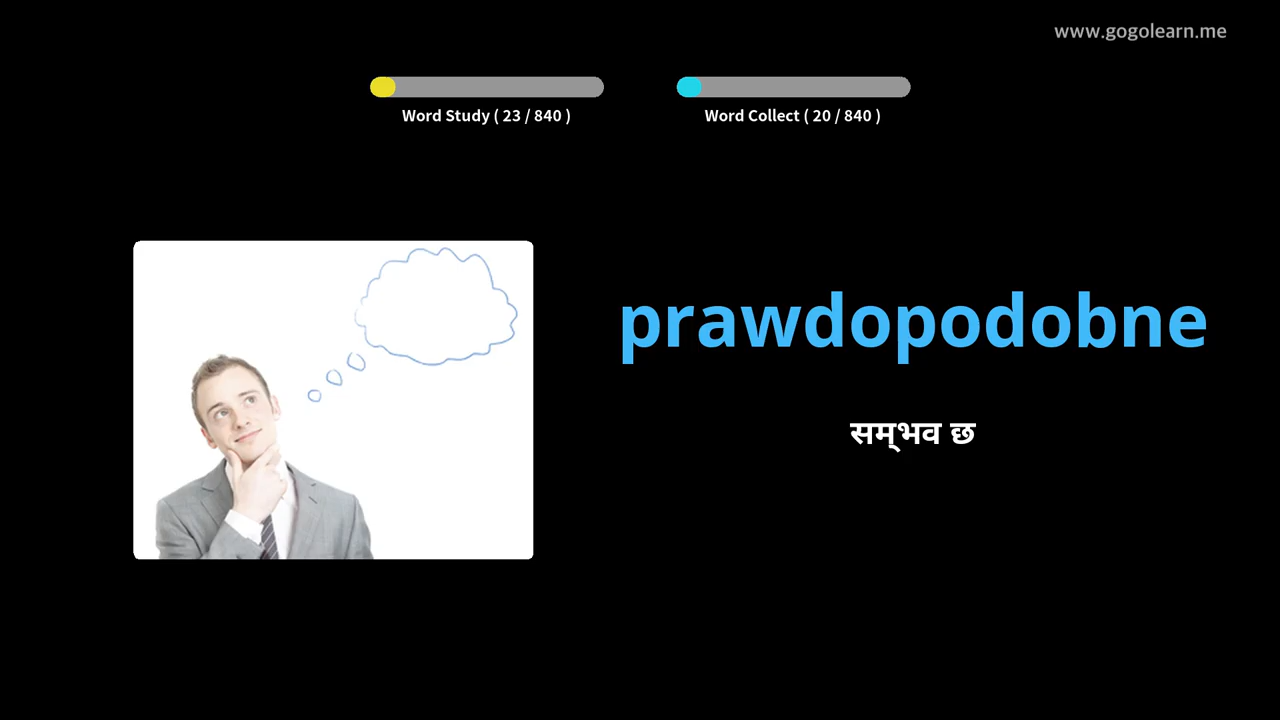 www.gogolearn.me
Word Study ( 23 / 840 )
Word Collect ( 20 / 840 )
prawdopodobne
सम्‌भव छ